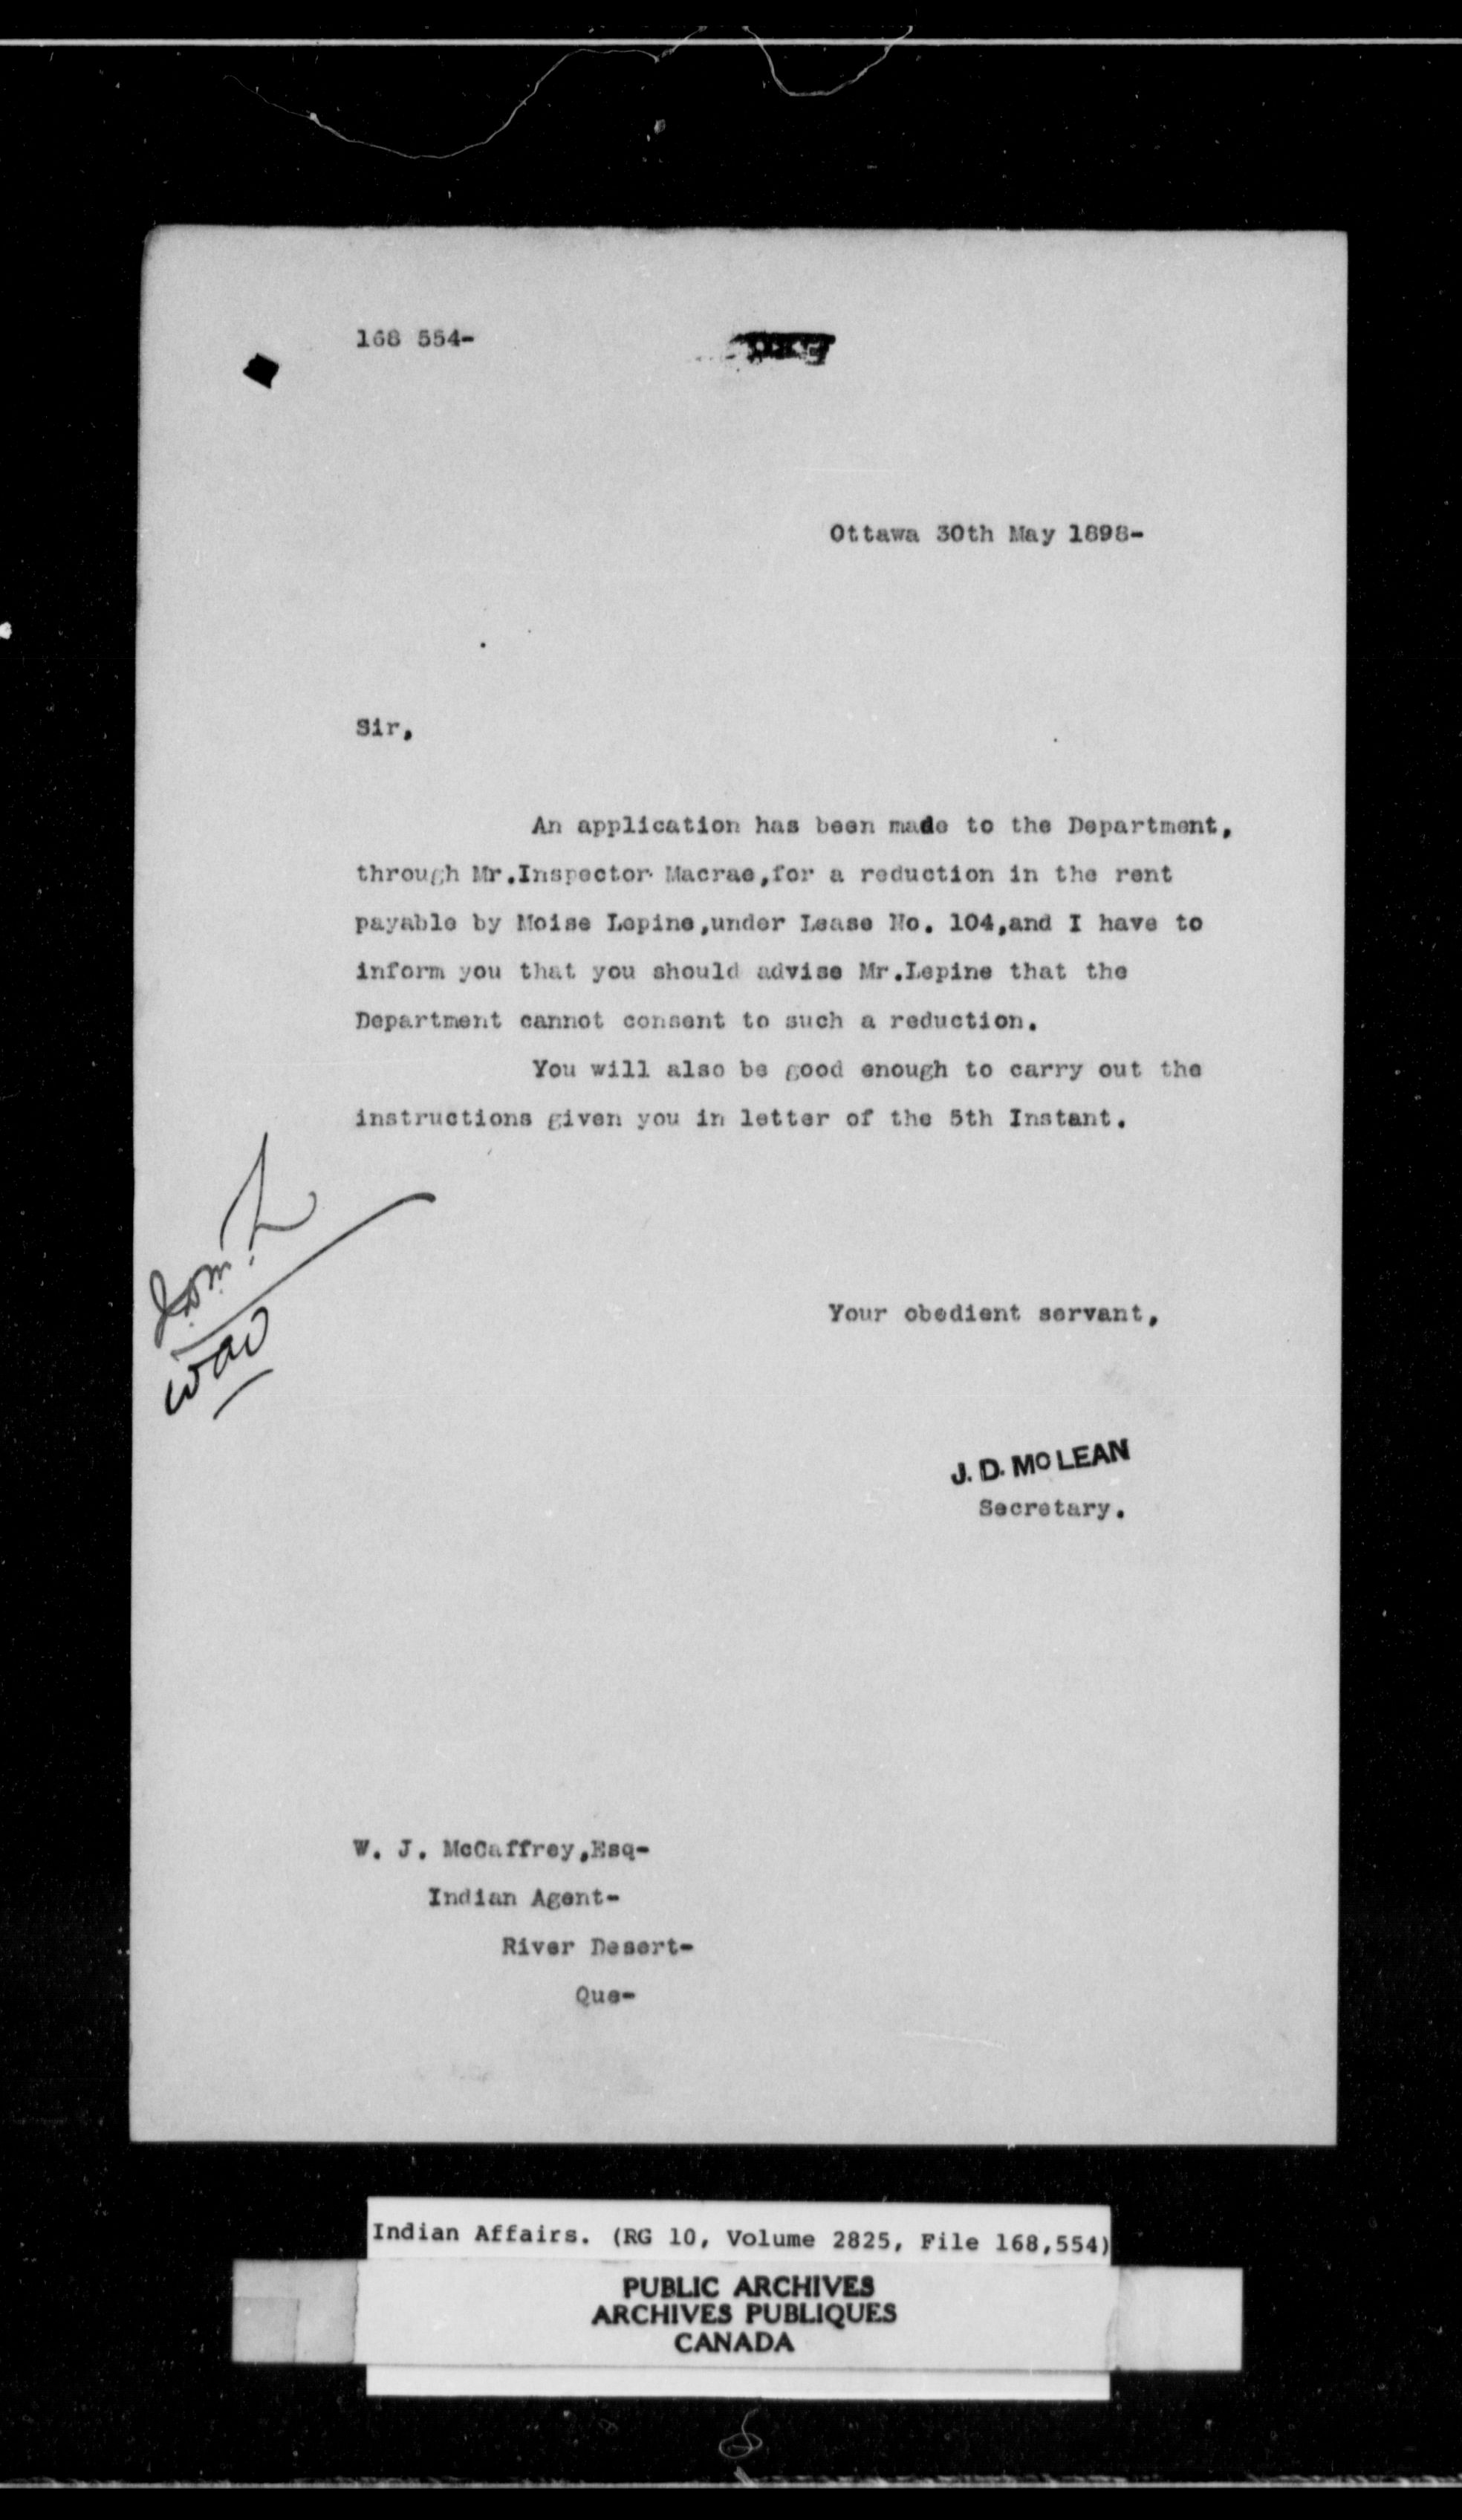 168 554-
Ottawa 30th May 1898-
Sir,
An application has been made to the Department,
through Mr.Inspector Macrae,for a reduction in the rent
payable by Moise Lepine,under Lease No. 104,and I have to
inform you that you should advise Mr.Lepine that the
Department cannot consent to such a reduction.
You will also be good enough to carry out the
instructions given you in letter of the 5th Instant.
Your obedient servant,
J. D. McLEAN
Secretary.
W. J. McCaffrey,Esq-
Indian Agent-
River Desert-
Que-
Indian Affairs. (RG 10, Volume 2825, File 168,554)
PUBLIC ARCHIVES
ARCHIVES PUBLIQUES
CANADA